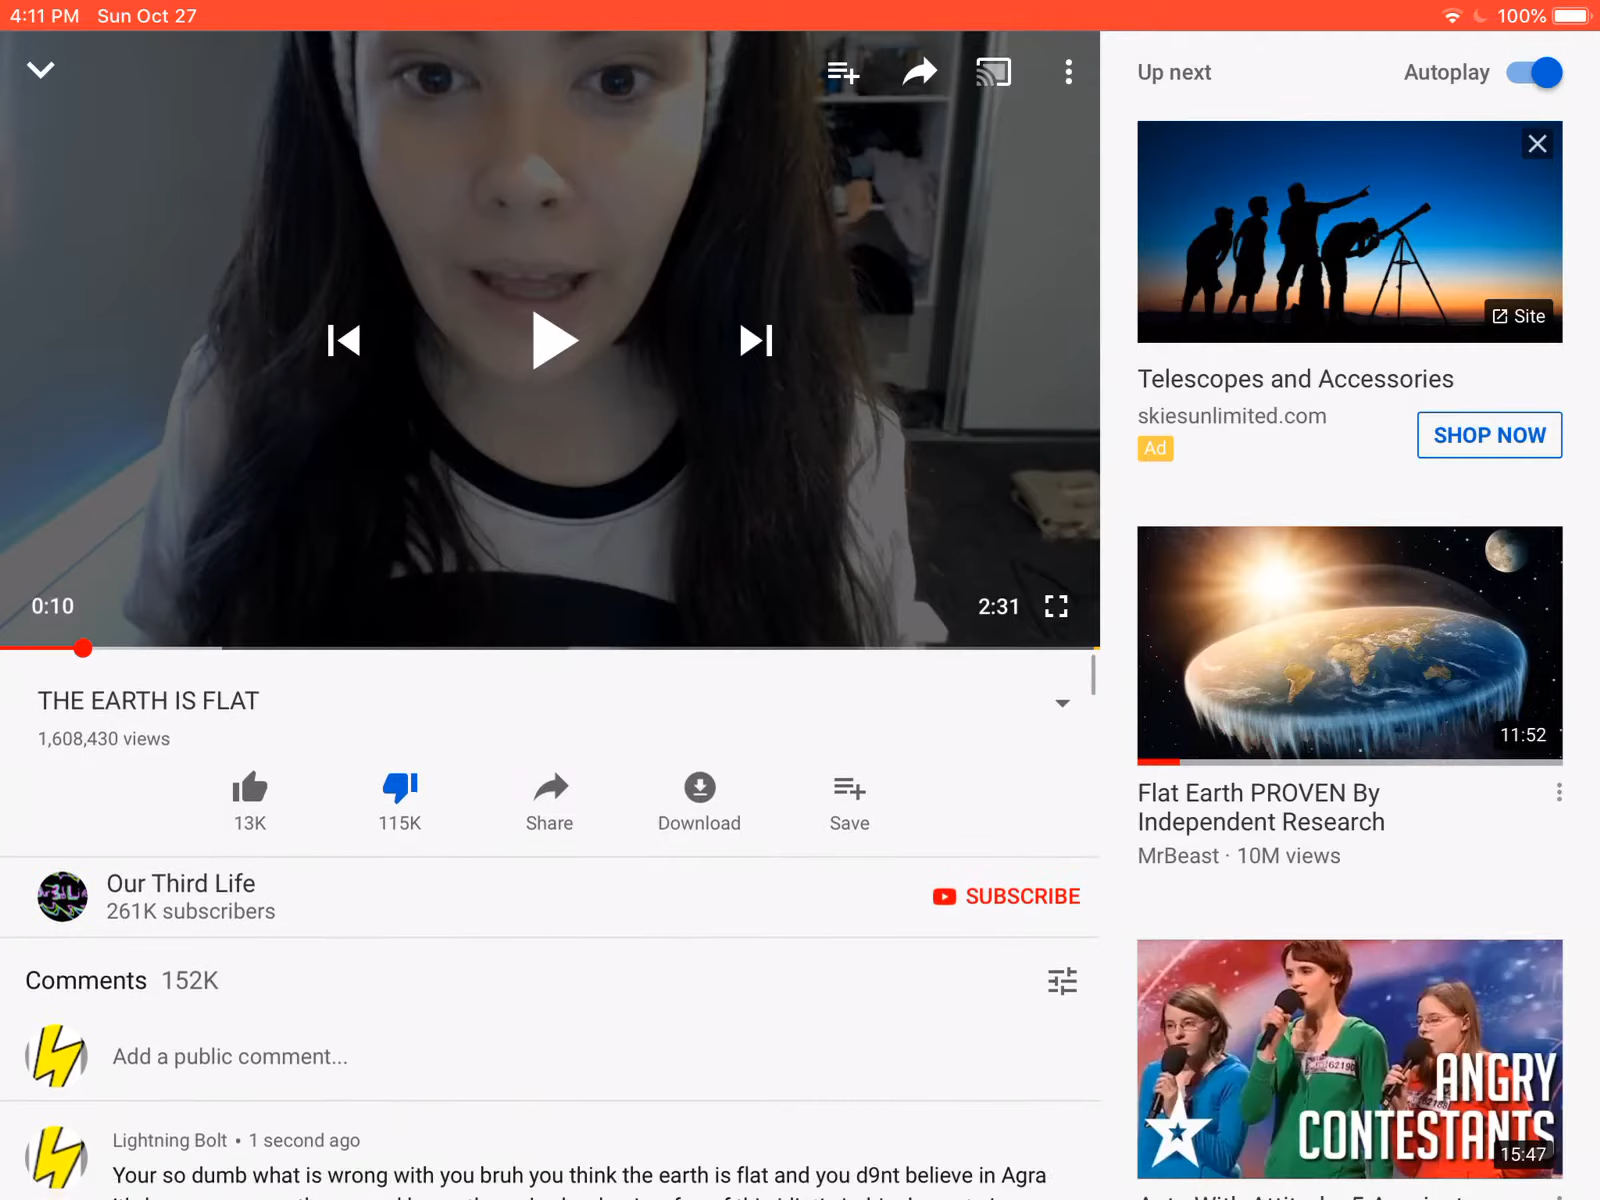 4:11 PM Sun Oct 27
100%
0:10
2:31
THE EARTH IS FLAT
1,608,430 views
13K
115K
Share
Download
Save
Our Third Life
261K subscribers
SUBSCRIBE
Comments 152K
Add a public comment...
Lightning Bolt • 1 second ago
Your so dumb what is wrong with you bruh you think the earth is flat and you d9nt believe in Agra
Up next
Autoplay
Site
Telescopes and Accessories
skiesunlimited.com
Ad
SHOP NOW
11:52
Flat Earth PROVEN By
Independent Research
MrBeast · 10M views
ANGRY
CONTESTANTS
15:47